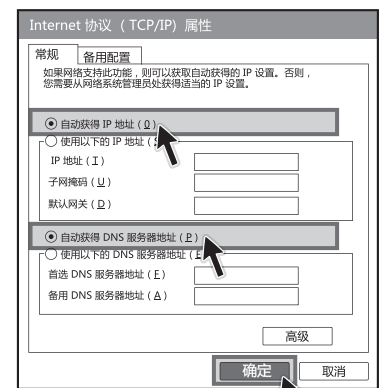 Internet 协议 （TCP/IP) 属性
常规 备用配置
如果网络支持此功能，则可以获取自动获得的 IP 设置。否则，
您需要从网络系统管理员处获得适当的 IP 设置。
自动获得 IP 地址 ( 0 )
使用以下的 IP 地址 ( S
IP 地址 ( I )
子网掩码 ( U )
默认网关 ( D )
自动获得 DNS 服务器地址 ( P )
使用以下的 DNS 服务器地址 (
首选 DNS 服务器地址 ( F )
备用 DNS 服务器地址 ( A )
高级
确定 取消